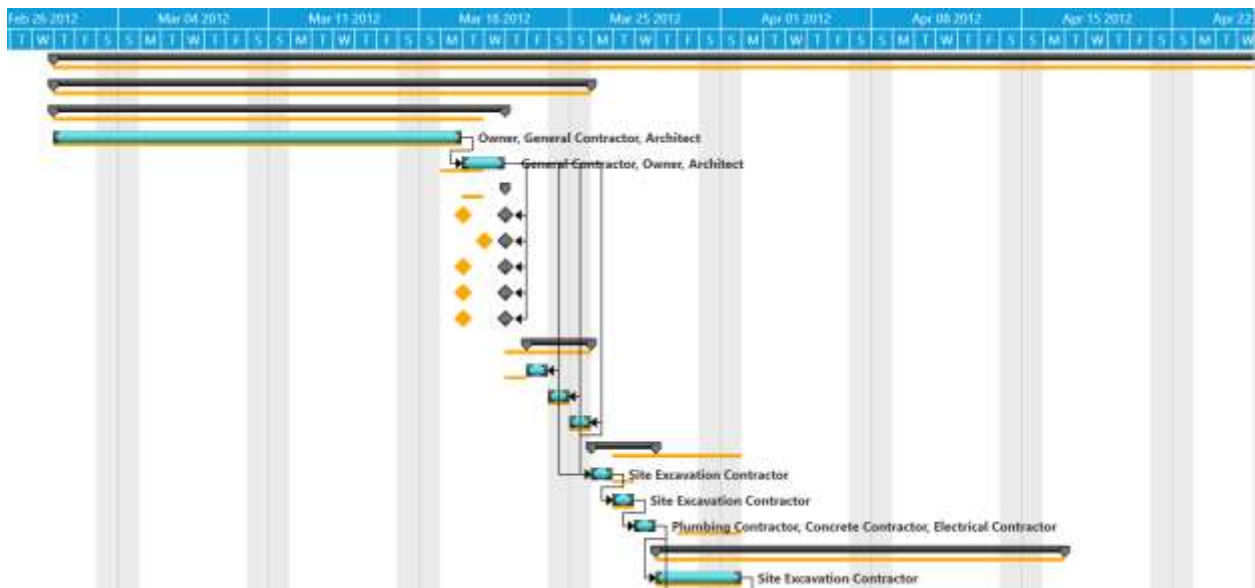 Feb 26 2012 Mar 04 2012 Mar 11 2012 Mar 18 2012 Mar 25 2012 Apr 01 2012 Apr 08 2012 Apr 15 2012 Apr 22
T W T F S S M T W T F S S M T W T F S S M T W T F S S M T W T F S S M T W T F S S M T W T F S S M T W T F S S M T W
Owner, General Contractor, Architect
General Contractor, Owner, Architect
Site Excavation Contractor
Site Excavation Contractor
Plumbing Contractor, Concrete Contractor, Electrical Contractor
Site Excavation Contractor